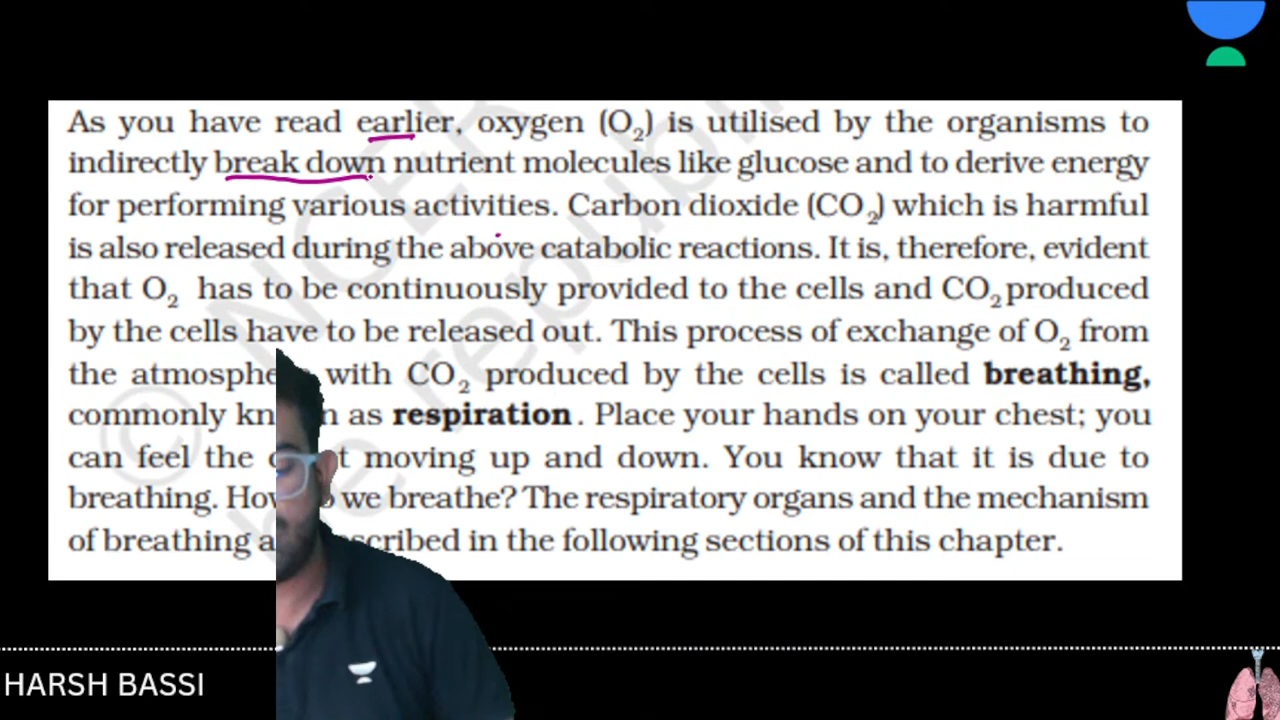 As you have read earlier, oxygen (O₂) is utilised by the organisms to
indirectly break down nutrient molecules like glucose and to derive energy
for performing various activities. Carbon dioxide (CO₂) which is harmful
is also released during the above catabolic reactions. It is, therefore, evident
that O₂ has to be continuously provided to the cells and CO₂ produced
by the cells have to be released out. This process of exchange of O₂ from
the with CO₂ produced by the cells is called breathing,
commonly as respiration. Place your hands on your chest; you
can feel the moving up and down. You know that it is due to
breathing. we breathe? The respiratory organs and the mechanism
of breathing in the following sections of this chapter.
HARSH BASSI